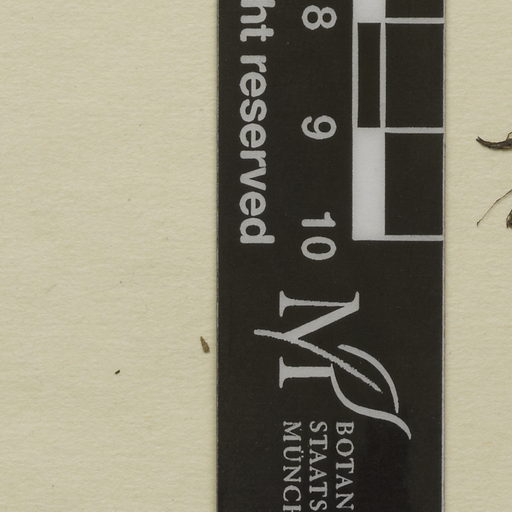 ht reserved
8
9
10
M
BOTAN
STAATS
MÜNCH